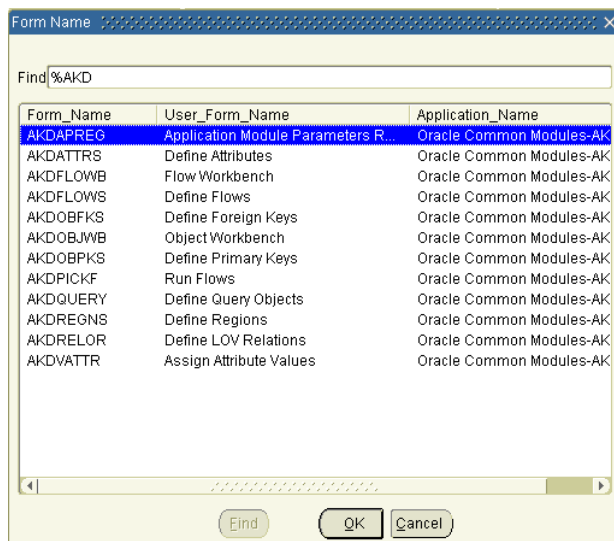 Form Name
Find %AKD
Form_Name User_Form_Name Application_Name
AKDAPREG Application Module Parameters R... Oracle Common Modules-AK
AKDATTRS Define Attributes Oracle Common Modules-AK
AKDFLOWB Flow Workbench Oracle Common Modules-AK
AKDFLOWS Define Flows Oracle Common Modules-AK
AKDOBFKS Define Foreign Keys Oracle Common Modules-AK
AKDOBJWB Object Workbench Oracle Common Modules-AK
AKDOBPKS Define Primary Keys Oracle Common Modules-AK
AKDPICKF Run Flows Oracle Common Modules-AK
AKDQUERY Define Query Objects Oracle Common Modules-AK
AKDREGNS Define Regions Oracle Common Modules-AK
AKDRELOR Define LOV Relations Oracle Common Modules-AK
AKDVATTR Assign Attribute Values Oracle Common Modules-AK
Find OK Cancel